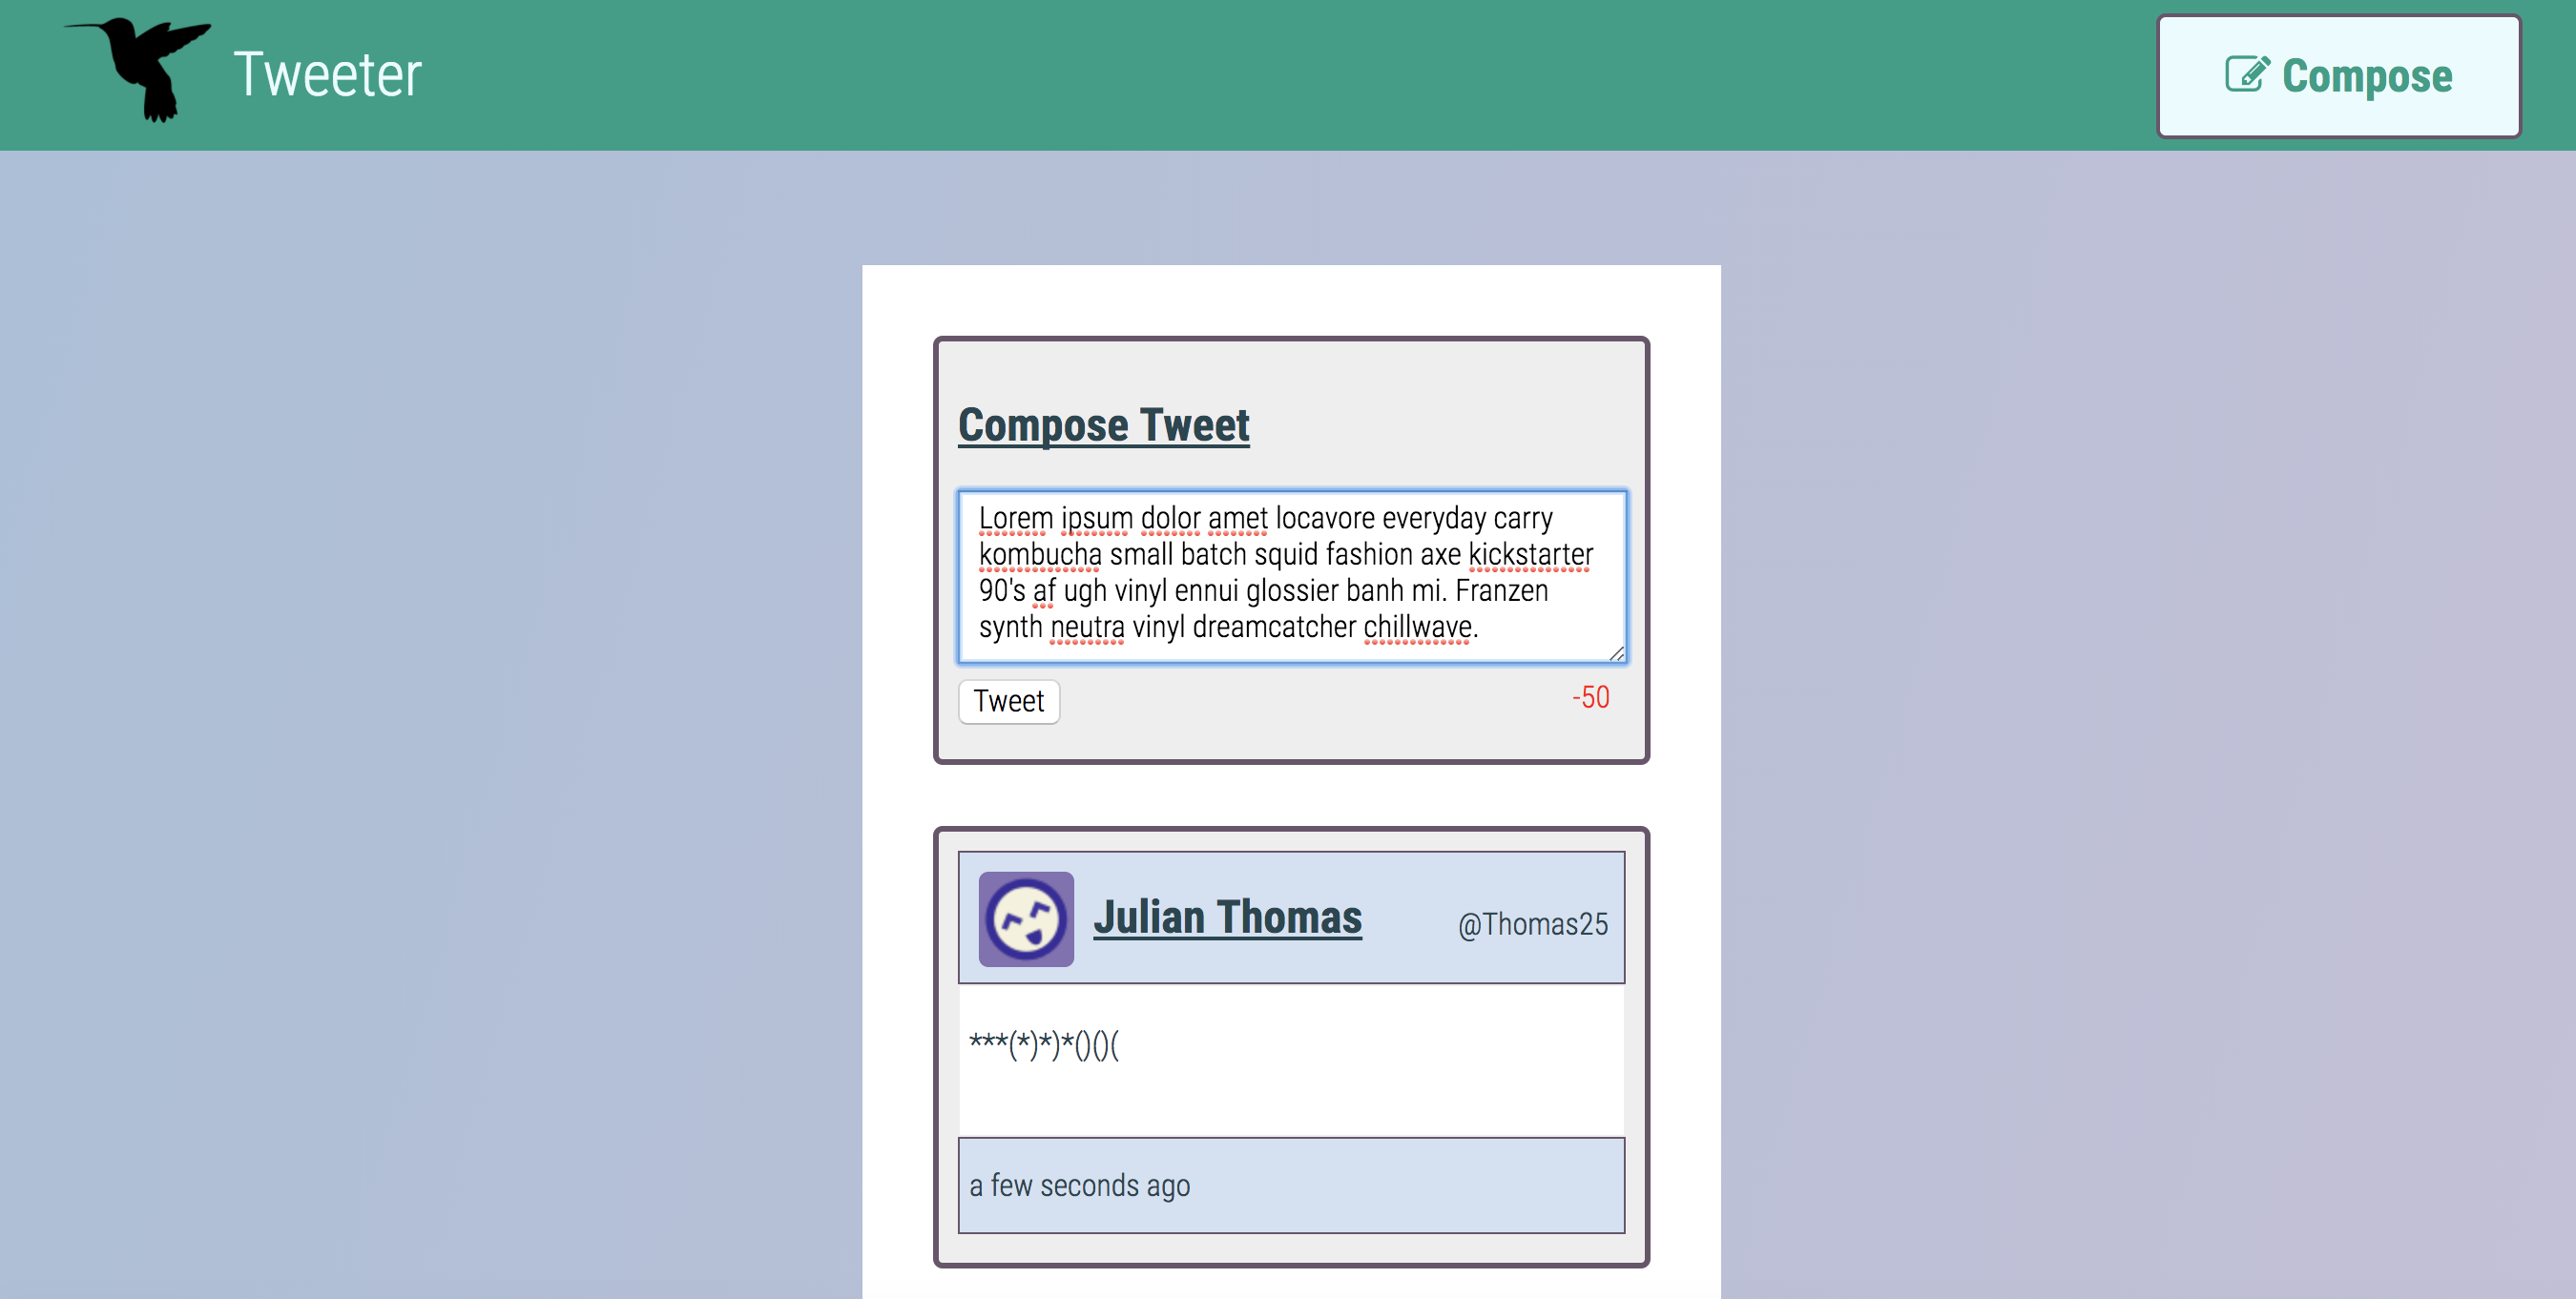 Tweeter
Compose
Compose Tweet
Lorem ipsum dolor amet locavore everyday carry
kombucha small batch squid fashion axe kickstarter
90's af ugh vinyl ennui glossier banh mi. Franzen
synth neutra vinyl dreamcatcher chillwave.
Tweet -50
Julian Thomas @Thomas25
***(*)*)*()()(
a few seconds ago